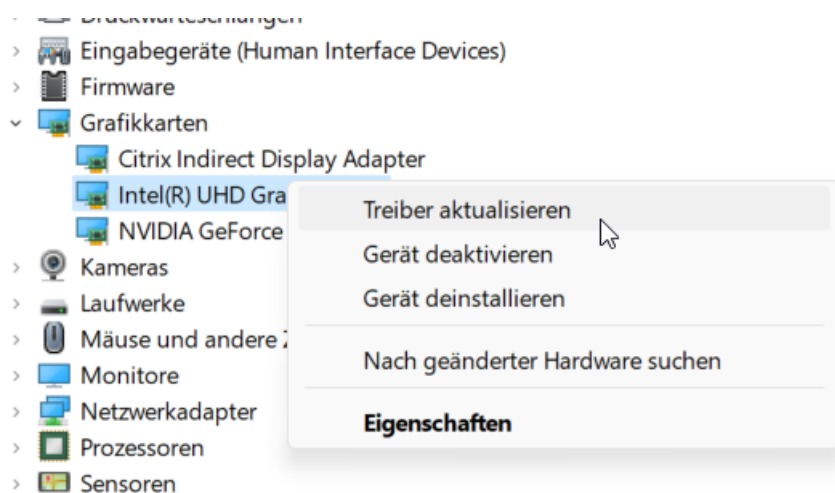 Druckwarteschlangen
Eingabegeräte (Human Interface Devices)
Firmware
Grafikkarten
Citrix Indirect Display Adapter
Intel(R) UHD Gra
NVIDIA GeForce
Kameras
Laufwerke
Mäuse und andere
Monitore
Netzwerkadapter
Prozessoren
Sensoren
Treiber aktualisieren
Gerät deaktivieren
Gerät deinstallieren
Nach geänderter Hardware suchen
Eigenschaften